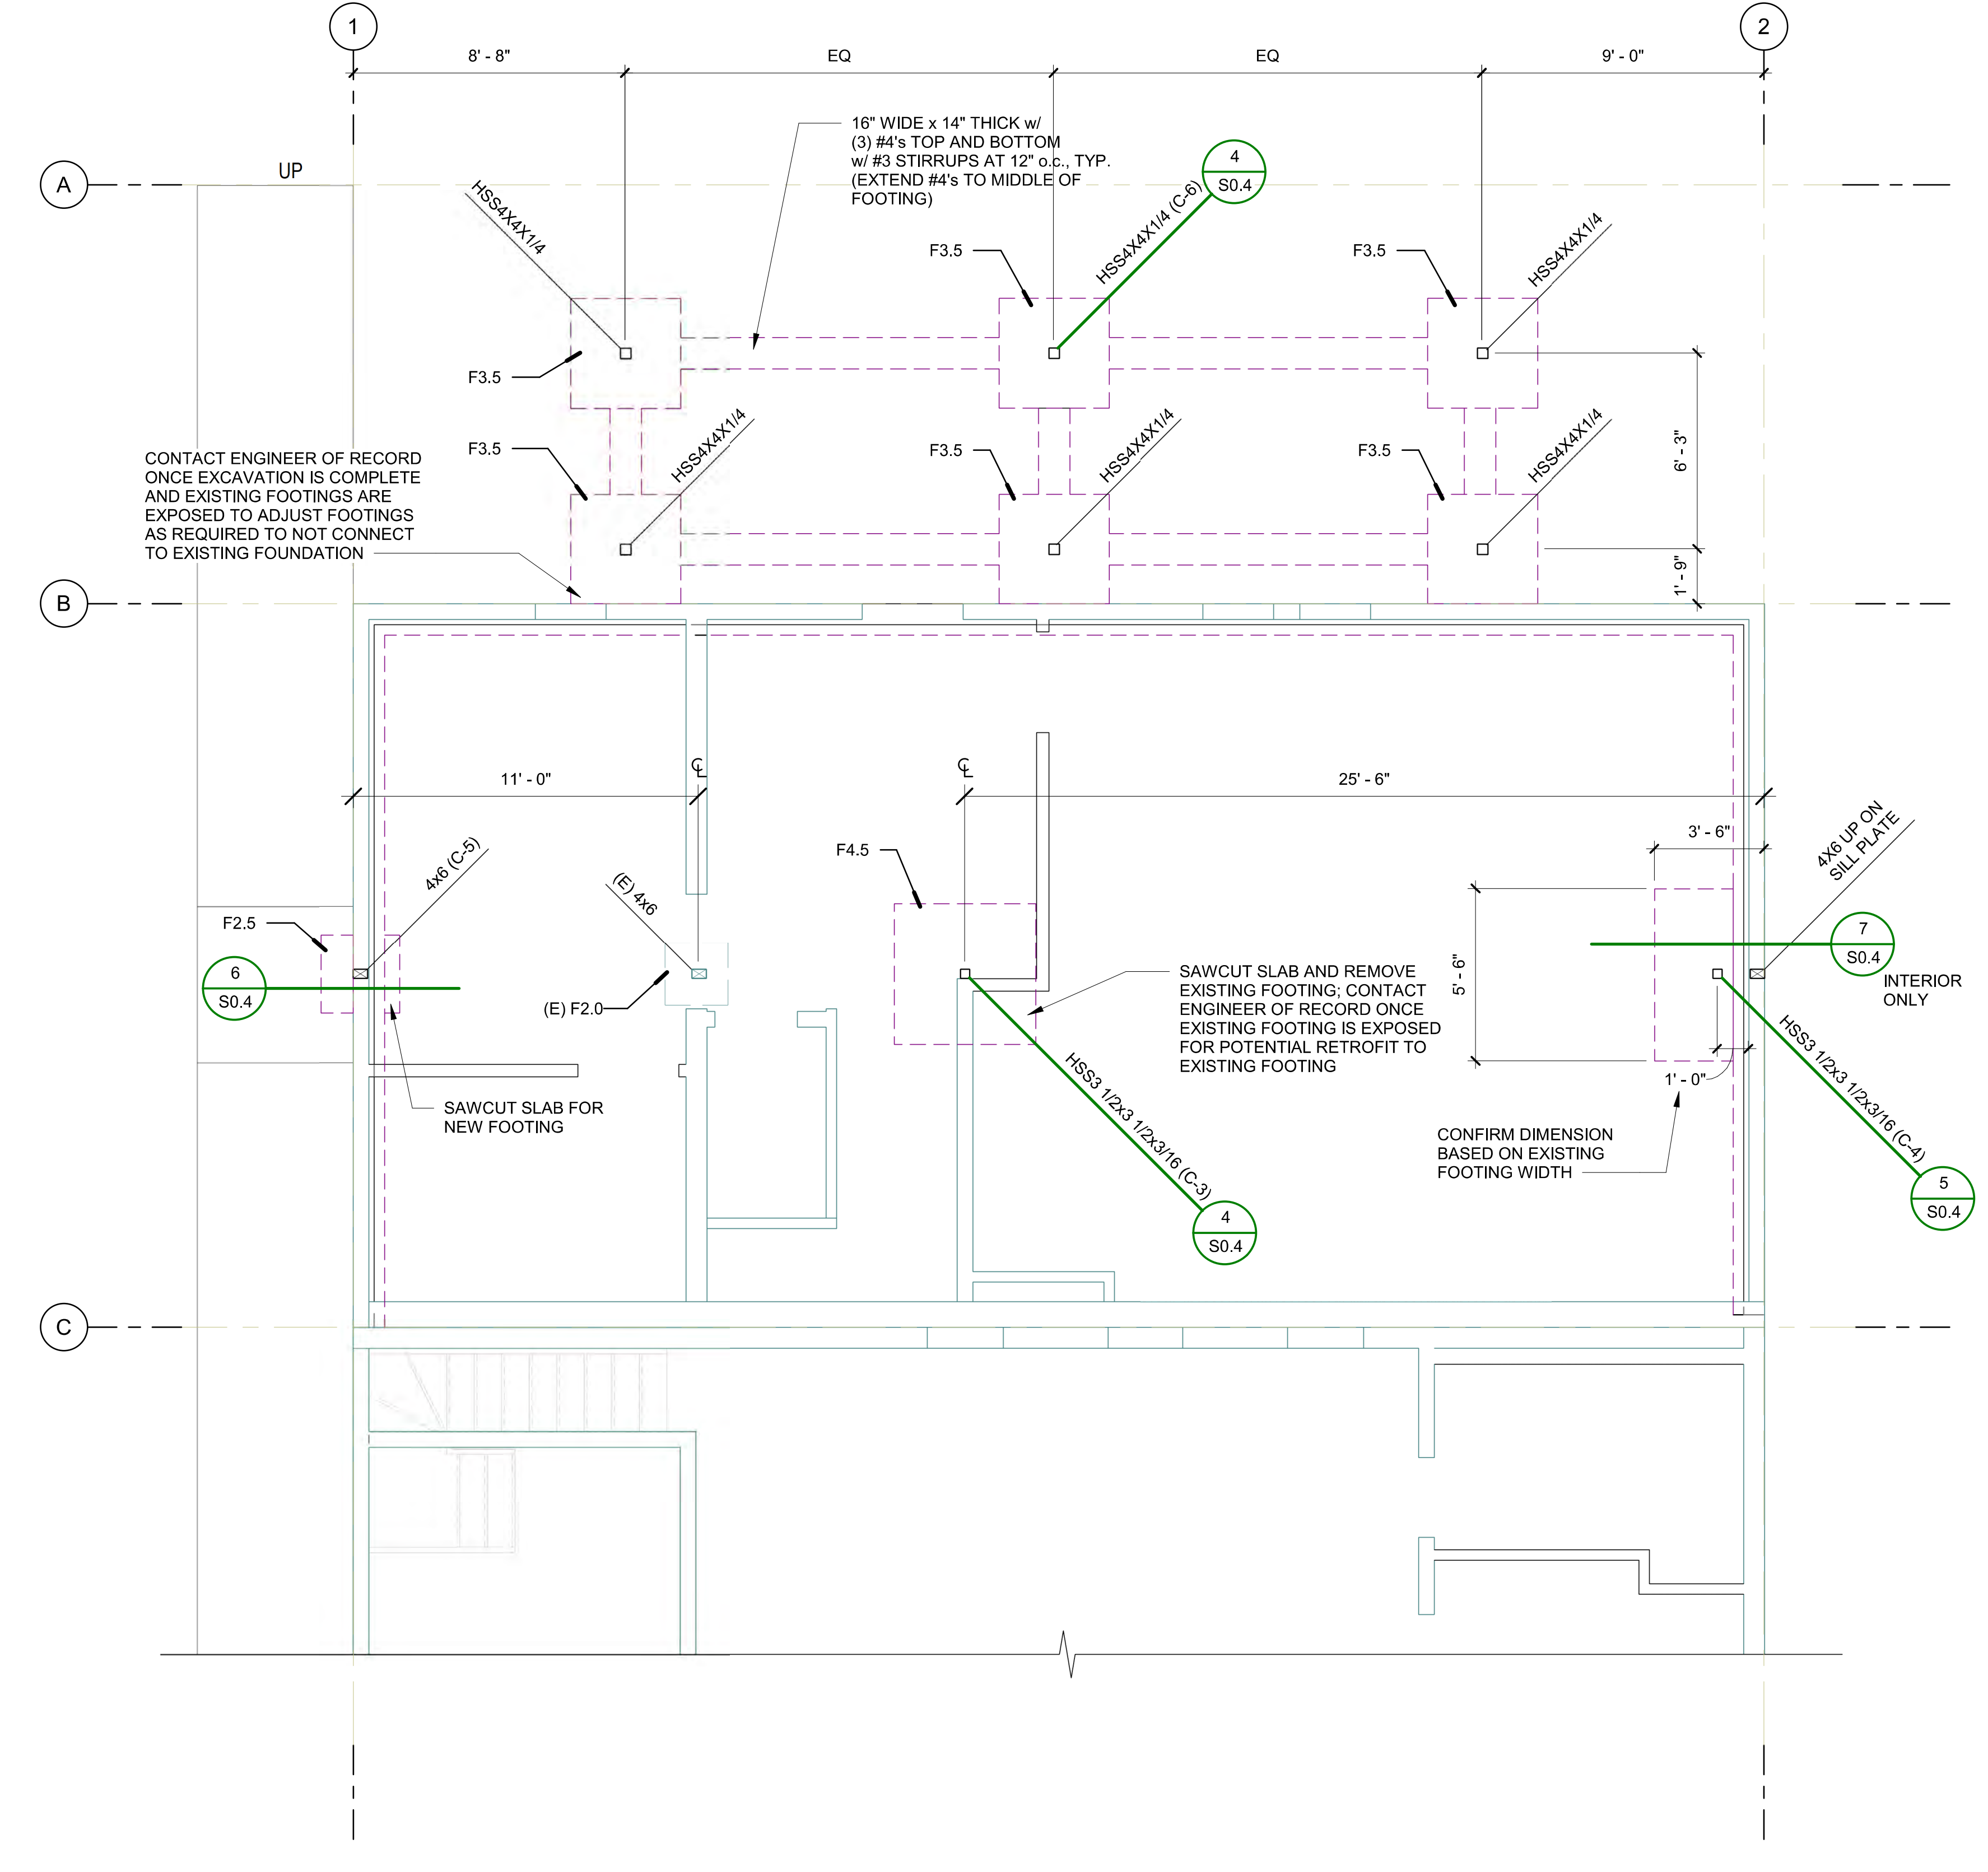 1
2
8' - 8"
EQ
EQ
9' - 0"
16" WIDE x 14" THICK w/
(3) #4's TOP AND BOTTOM
w/ #3 STIRRUPS AT 12" o.c., TYP.
(EXTEND #4's TO MIDDLE OF
FOOTING)
4
S0.4
A
UP
HSS4X4X1/4
HSS4X4X1/4 (C-6)
HSS4X4X1/4
F3.5
F3.5
F3.5
HSS4X4X1/4
HSS4X4X1/4
HSS4X4X1/4
F3.5
F3.5
F3.5
6' - 3"
CONTACT ENGINEER OF RECORD
ONCE EXCAVATION IS COMPLETE
AND EXISTING FOOTINGS ARE
EXPOSED TO ADJUST FOOTINGS
AS REQUIRED TO NOT CONNECT
TO EXISTING FOUNDATION
1' - 9"
B
11' - 0"
CL
CL
25' - 6"
3' - 6"
4X6 UP ON
SILL PLATE
4x6 (C-5)
(E) 4x6
F4.5
F2.5
6
S0.4
(E) F2.0
SAWCUT SLAB AND REMOVE
EXISTING FOOTING; CONTACT
ENGINEER OF RECORD ONCE
EXISTING FOOTING IS EXPOSED
FOR POTENTIAL RETROFIT TO
EXISTING FOOTING
5' - 6"
7
S0.4
INTERIOR
ONLY
SAWCUT SLAB FOR
NEW FOOTING
HSS3 1/2x3 1/2x3/16 (C-3)
4
S0.4
1' - 0"
CONFIRM DIMENSION
BASED ON EXISTING
FOOTING WIDTH
HSS3 1/2x3 1/2x3/16 (C-4)
5
S0.4
C